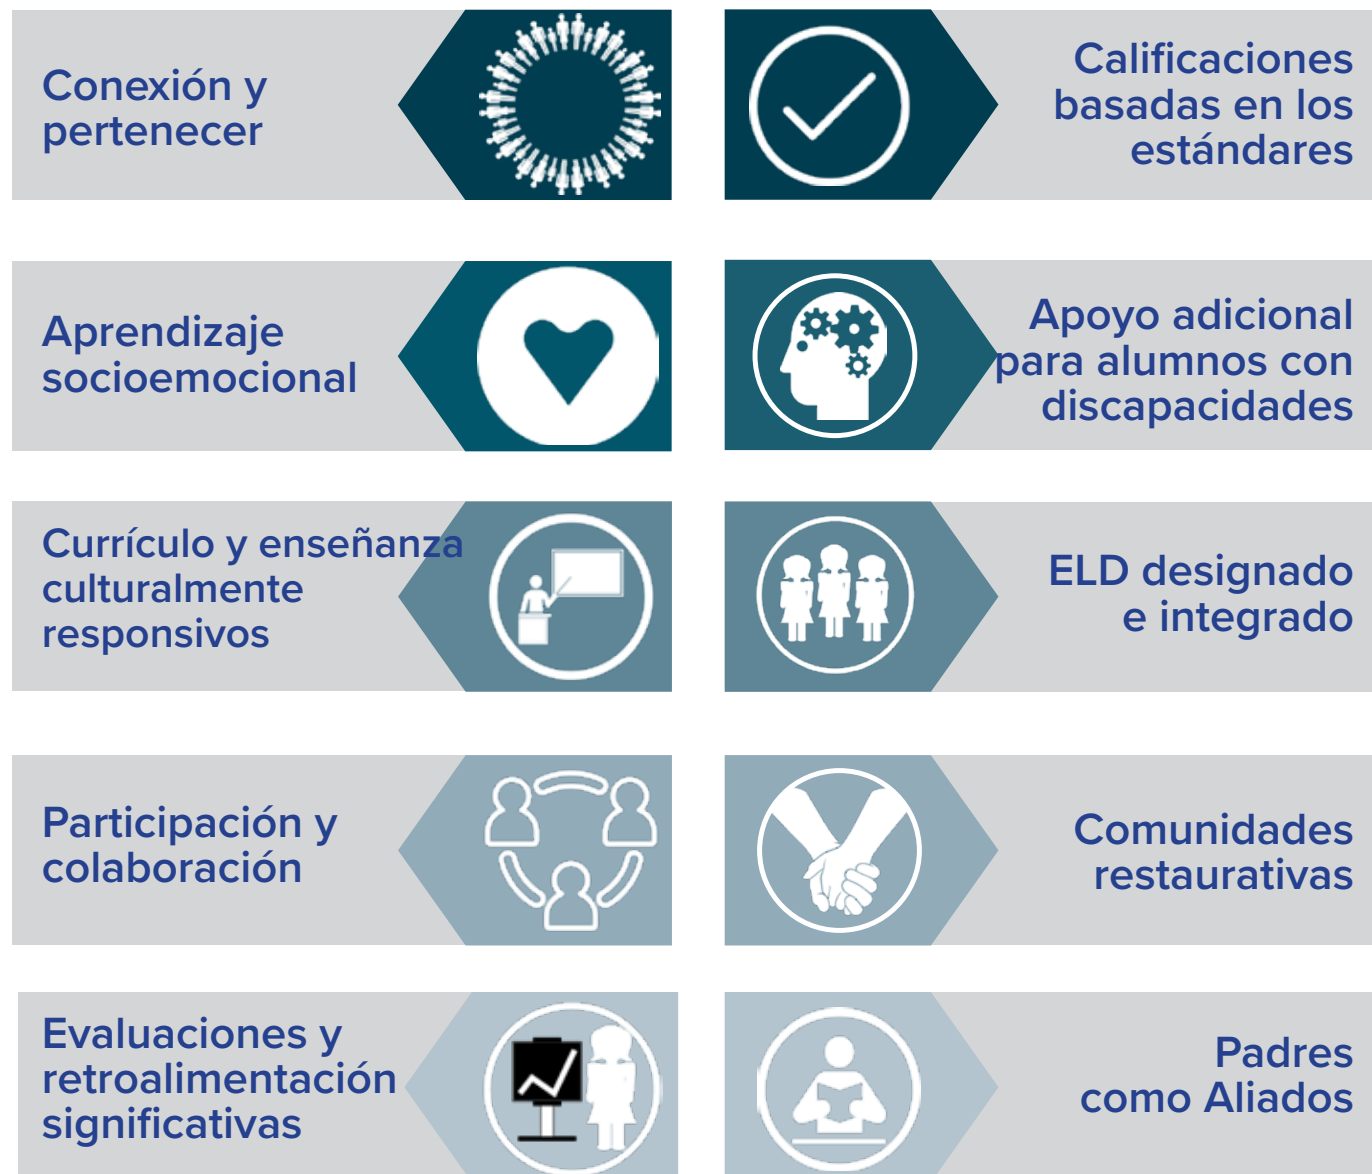 Conexión y
pertenecer
Calificaciones
basadas en los
estándares
Aprendizaje
socioemocional
Apoyo adicional
para alumnos con
discapacidades
Currículo y enseñanza
culturalmente
responsivos
ELD designado
e integrado
Participación y
colaboración
Comunidades
restaurativas
Evaluaciones y
retroalimentación
significativas
Padres
como Aliados